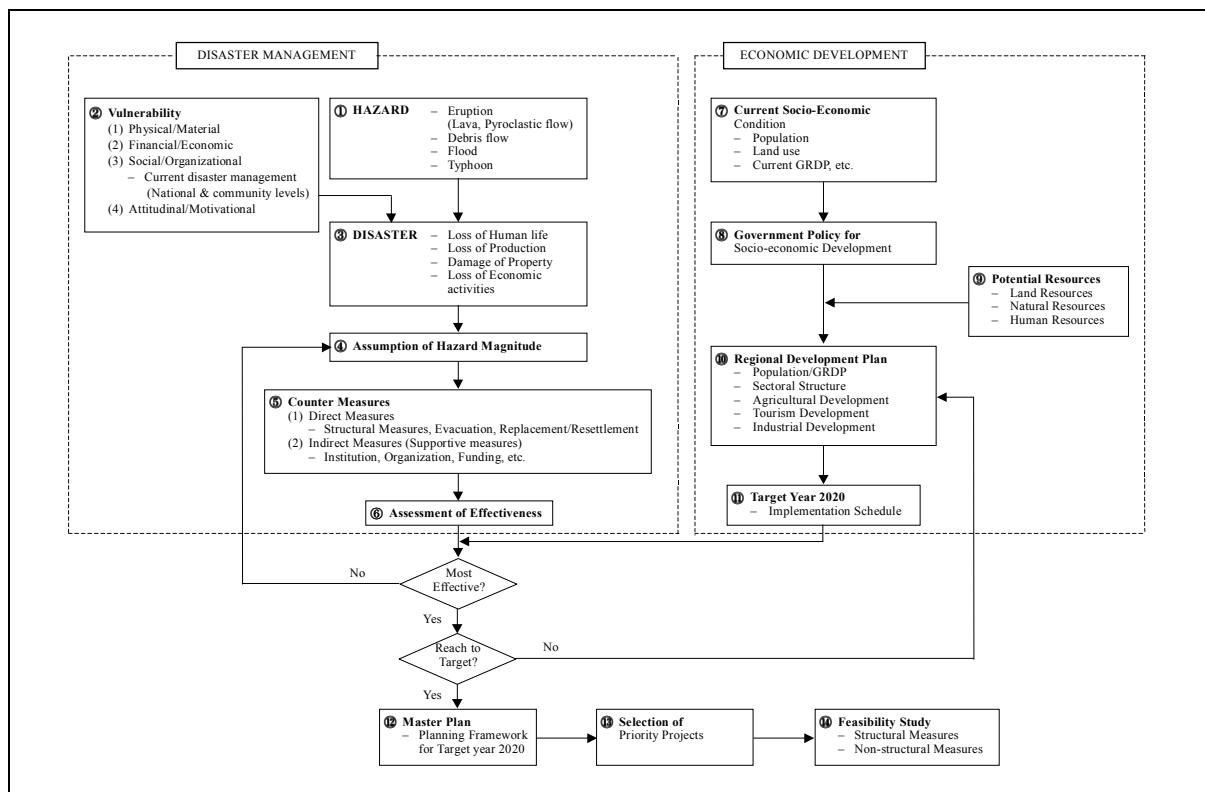 DISASTER MANAGEMENT
② Vulnerability
(1) Physical/Material
(2) Financial/Economic
(3) Social/Organizational
– Current disaster management
(National & community levels)
(4) Attitudinal/Motivational
① HAZARD – Eruption
(Lava, Pyroclastic flow)
– Debris flow
– Flood
– Typhoon
③ DISASTER – Loss of Human life
– Loss of Production
– Damage of Property
– Loss of Economic
activities
④ Assumption of Hazard Magnitude
⑤ Counter Measures
(1) Direct Measures
– Structural Measures, Evacuation, Replacement/Resettlement
(2) Indirect Measures (Supportive measures)
– Institution, Organization, Funding, etc.
⑥ Assessment of Effectiveness
ECONOMIC DEVELOPMENT
⑦ Current Socio-Economic
Condition
– Population
– Land use
– Current GRDP, etc.
⑧ Government Policy for
Socio-economic Development
⑨ Potential Resources
– Land Resources
– Natural Resources
– Human Resources
⑩ Regional Development Plan
– Population/GRDP
– Sectoral Structure
– Agricultural Development
– Tourism Development
– Industrial Development
⑪ Target Year 2020
– Implementation Schedule
No
Most
Effective?
Yes
Reach to
Target?
No
Yes
⑫ Master Plan
– Planning Framework
for Target year 2020
⑬ Selection of
Priority Projects
⑭ Feasibility Study
– Structural Measures
– Non-structural Measures